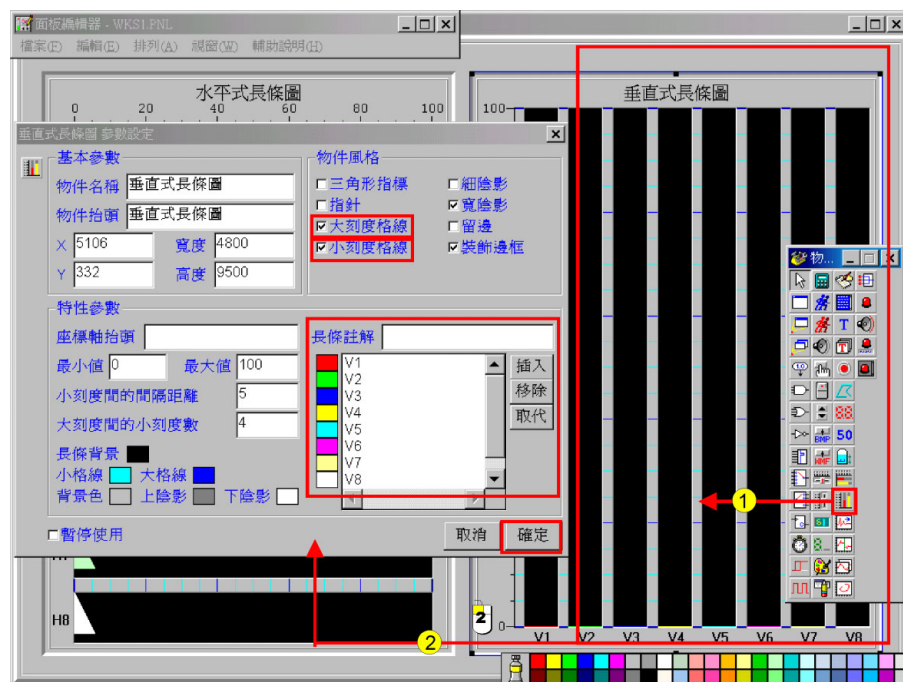 面板編輯器 - WKS1.PNL
檔案(F) 編輯(E) 排列(A) 視窗(W) 輔助說明(H)
水平式長條圖
0 20 40 60 80 100
垂直式長條圖
100
垂直式長條圖 參數設定
基本參數
物件名稱 垂直式長條圖
物件抬頭 垂直式長條圖
X 5106 寬度 4800
Y 332 高度 9500
物件風格
三角形指標 細陰影
指針 寬陰影
大刻度格線 留邊
小刻度格線 裝飾邊框
特性參數
座標軸抬頭
最小值 0 最大值 100
小刻度間的間隔距離 5
大刻度間的小刻度數 4
長條背景
小格線 大格線
背景色 上陰影 下陰影
長條註解
V1
V2
V3
V4
V5
V6
V7
V8
插入
移除
取代
暫停使用
取消 確定
物...
T
T
1.0
88
BMP 50
WMF
1
8
H8
2
2
0
V1 V2 V3 V4 V5 V6 V7 V8